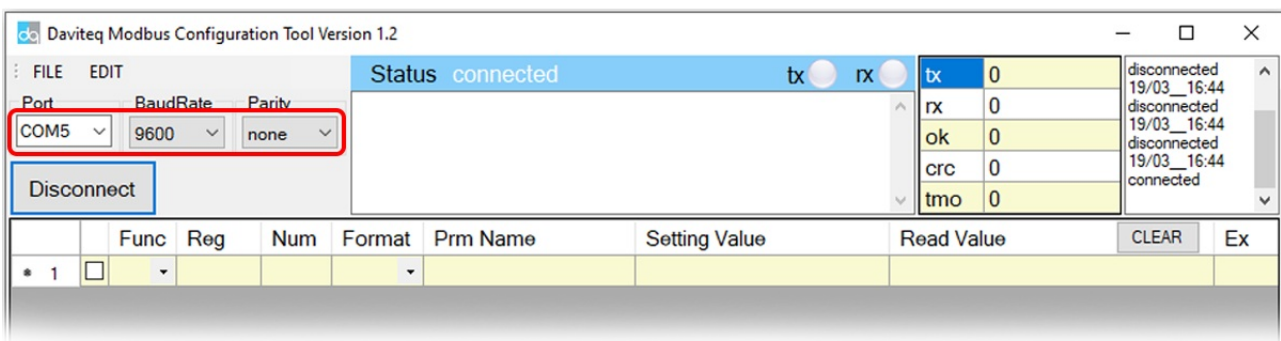 dq Daviteq Modbus Configuration Tool Version 1.2
FILE EDIT
Port BaudRate Parity
COM5 9600 none
Disconnect
Status connected tx rx
tx 0
rx 0
ok 0
crc 0
tmo 0
disconnected
19/03__16:44
disconnected
19/03__16:44
disconnected
19/03__16:44
connected
Func Reg Num Format Prm Name Setting Value Read Value CLEAR Ex
* 1